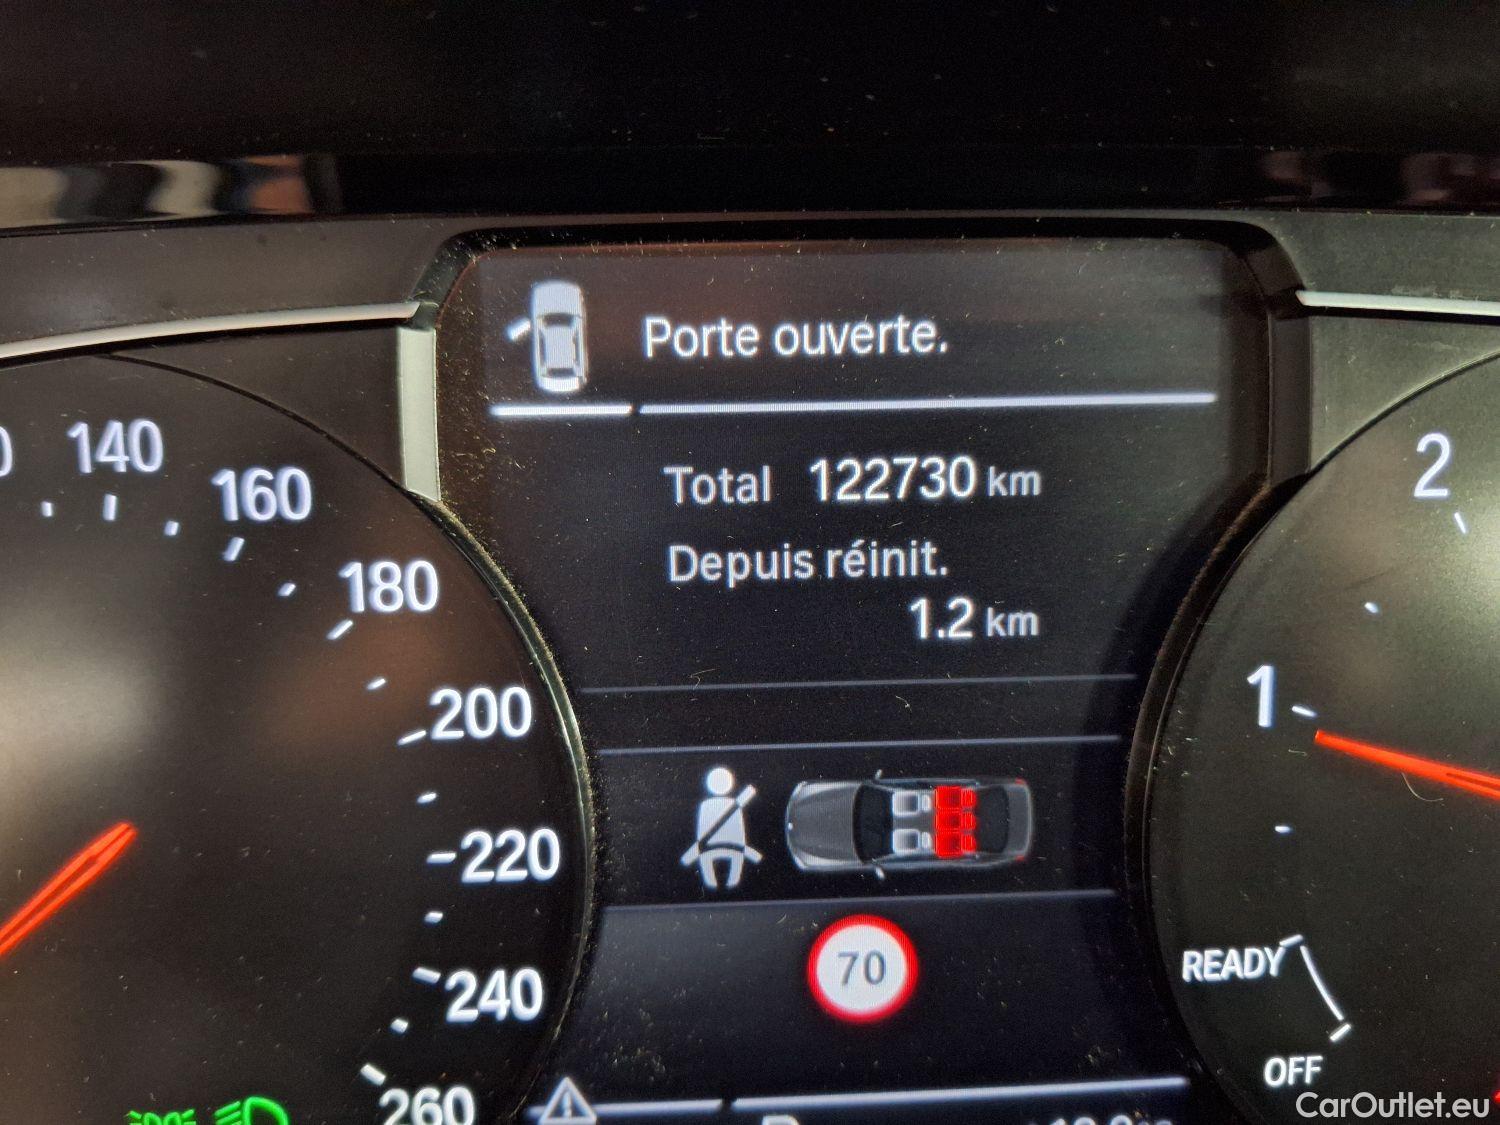 Porte ouverte.
Total 122730 km
Depuis réinit.
1.2 km
140
160
180
200
220
240
260
70
2
1
READY
OFF
CarOutlet.eu